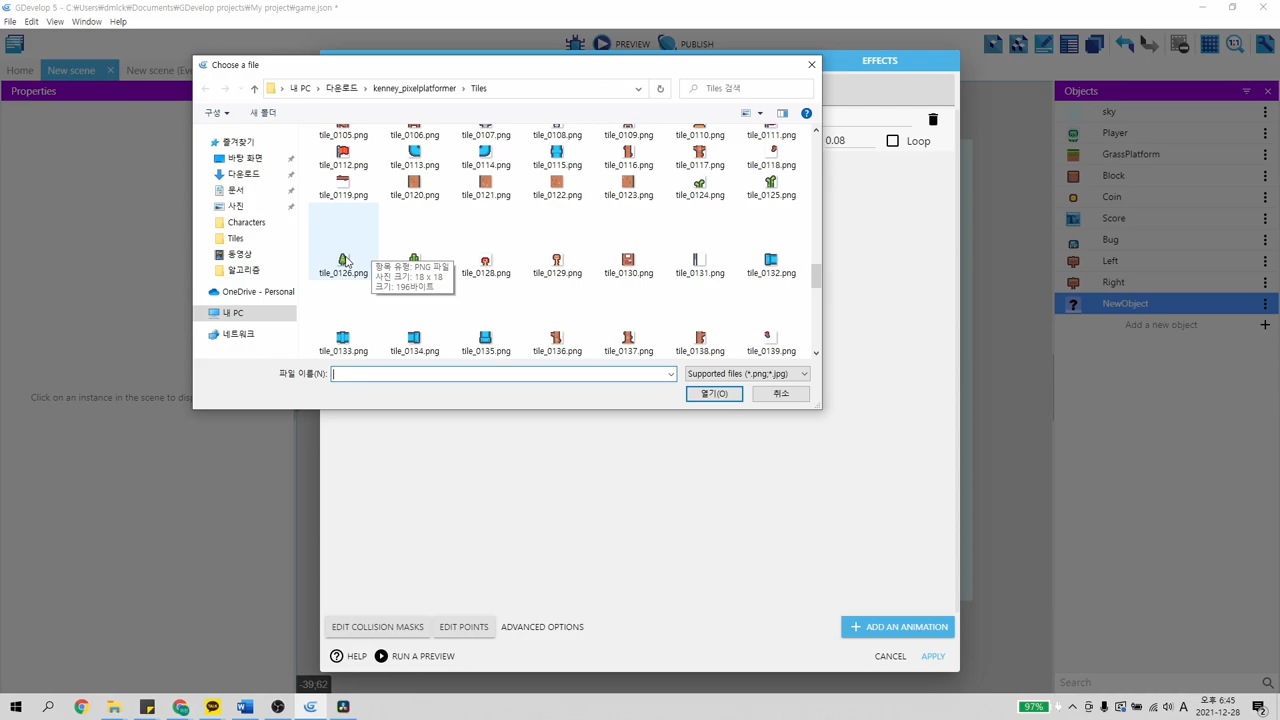 GDevelop 5 - C:₩Users₩dmlck₩Documents₩GDevelop projects₩My project₩game.json *
File Edit View Window Help
PREVIEW PUBLISH
Home New scene New scene (Eve
Properties
EFFECTS
Objects
Choose a file
내 PC 다운로드 kenney_pixelplatformer Tiles
Tiles 검색
구성 새 폴더
즐겨찾기
바탕 화면
다운로드
문서
사진
Characters
Tiles
동영상
알고리즘
OneDrive - Personal
내 PC
네트워크
tile_0105.png tile_0106.png tile_0107.png tile_0108.png tile_0109.png tile_0110.png tile_0111.png
tile_0112.png tile_0113.png tile_0114.png tile_0115.png tile_0116.png tile_0117.png tile_0118.png
tile_0119.png tile_0120.png tile_0121.png tile_0122.png tile_0123.png tile_0124.png tile_0125.png
tile_0126.png tile_0128.png tile_0129.png tile_0130.png tile_0131.png tile_0132.png
항목 유형: PNG 파일
사진 크기: 18 x 18
크기: 196바이트
tile_0133.png tile_0134.png tile_0135.png tile_0136.png tile_0137.png tile_0138.png tile_0139.png
파일 이름(N):
Supported files (*.png;*.jpg)
열기(O) 취소
0.08 Loop
sky
Player
GrassPlatform
Block
Coin
Score
Bug
Left
Right
NewObject
Add a new object
Click on an instance in the scene to disp
EDIT COLLISION MASKS EDIT POINTS ADVANCED OPTIONS
ADD AN ANIMATION
HELP RUN A PREVIEW
CANCEL APPLY
-39;62
Search
97%
A
오후 6:45
2021-12-28
2